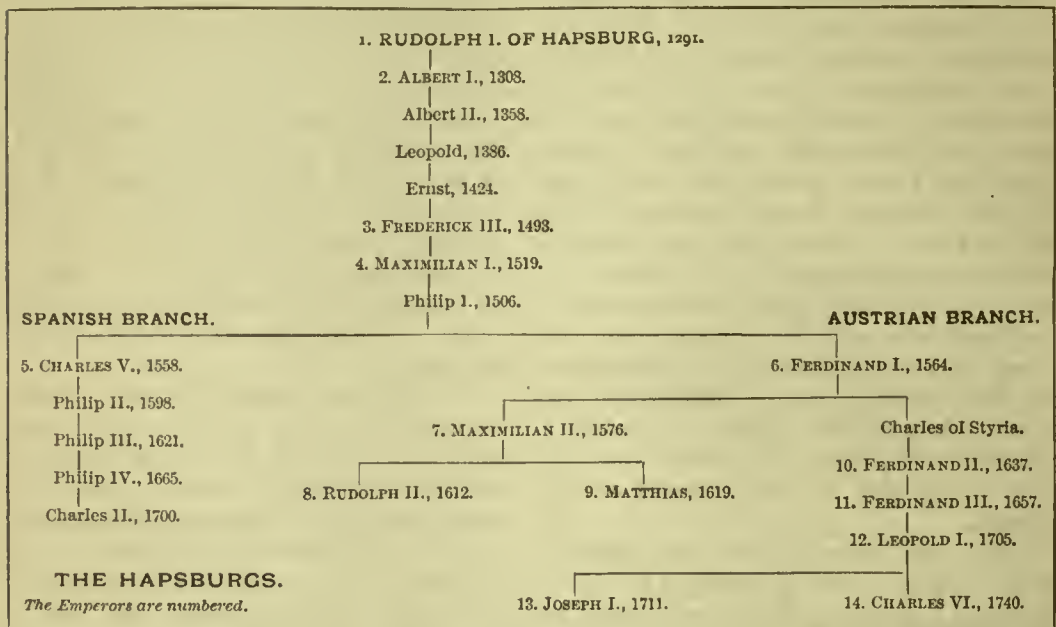 1. RUDOLPH I. OF HAPSBURG, 1291.
2. ALBERT I., 1308.
Albert II., 1358.
Leopold, 1386.
Ernst, 1424.
3. FREDERICK III., 1493.
4. MAXIMILIAN I., 1519.
Philip I., 1506.
SPANISH BRANCH.
AUSTRIAN BRANCH.
5. CHARLES V., 1558.
6. FERDINAND I., 1564.
Philip II., 1598.
7. MAXIMILIAN II., 1576.
Charles of Styria.
Philip III., 1621.
10. FERDINAND II., 1637.
Philip IV., 1665.
8. RUDOLPH II., 1612.
9. MATTHIAS, 1619.
11. FERDINAND III., 1657.
Charles II., 1700.
12. LEOPOLD I., 1705.
THE HAPSBURGS.
The Emperors are numbered.
13. JOSEPH I., 1711.
14. CHARLES VI., 1740.